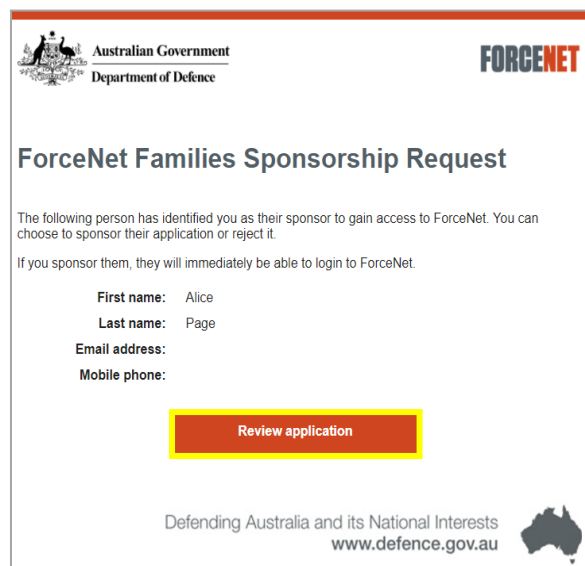 Australian Government
Department of Defence
FORCENET
ForceNet Families Sponsorship Request
The following person has identified you as their sponsor to gain access to ForceNet. You can
choose to sponsor their application or reject it.
If you sponsor them, they will immediately be able to login to ForceNet.
First name: Alice
Last name: Page
Email address:
Mobile phone:
Review application
Defending Australia and its National Interests
www.defence.gov.au